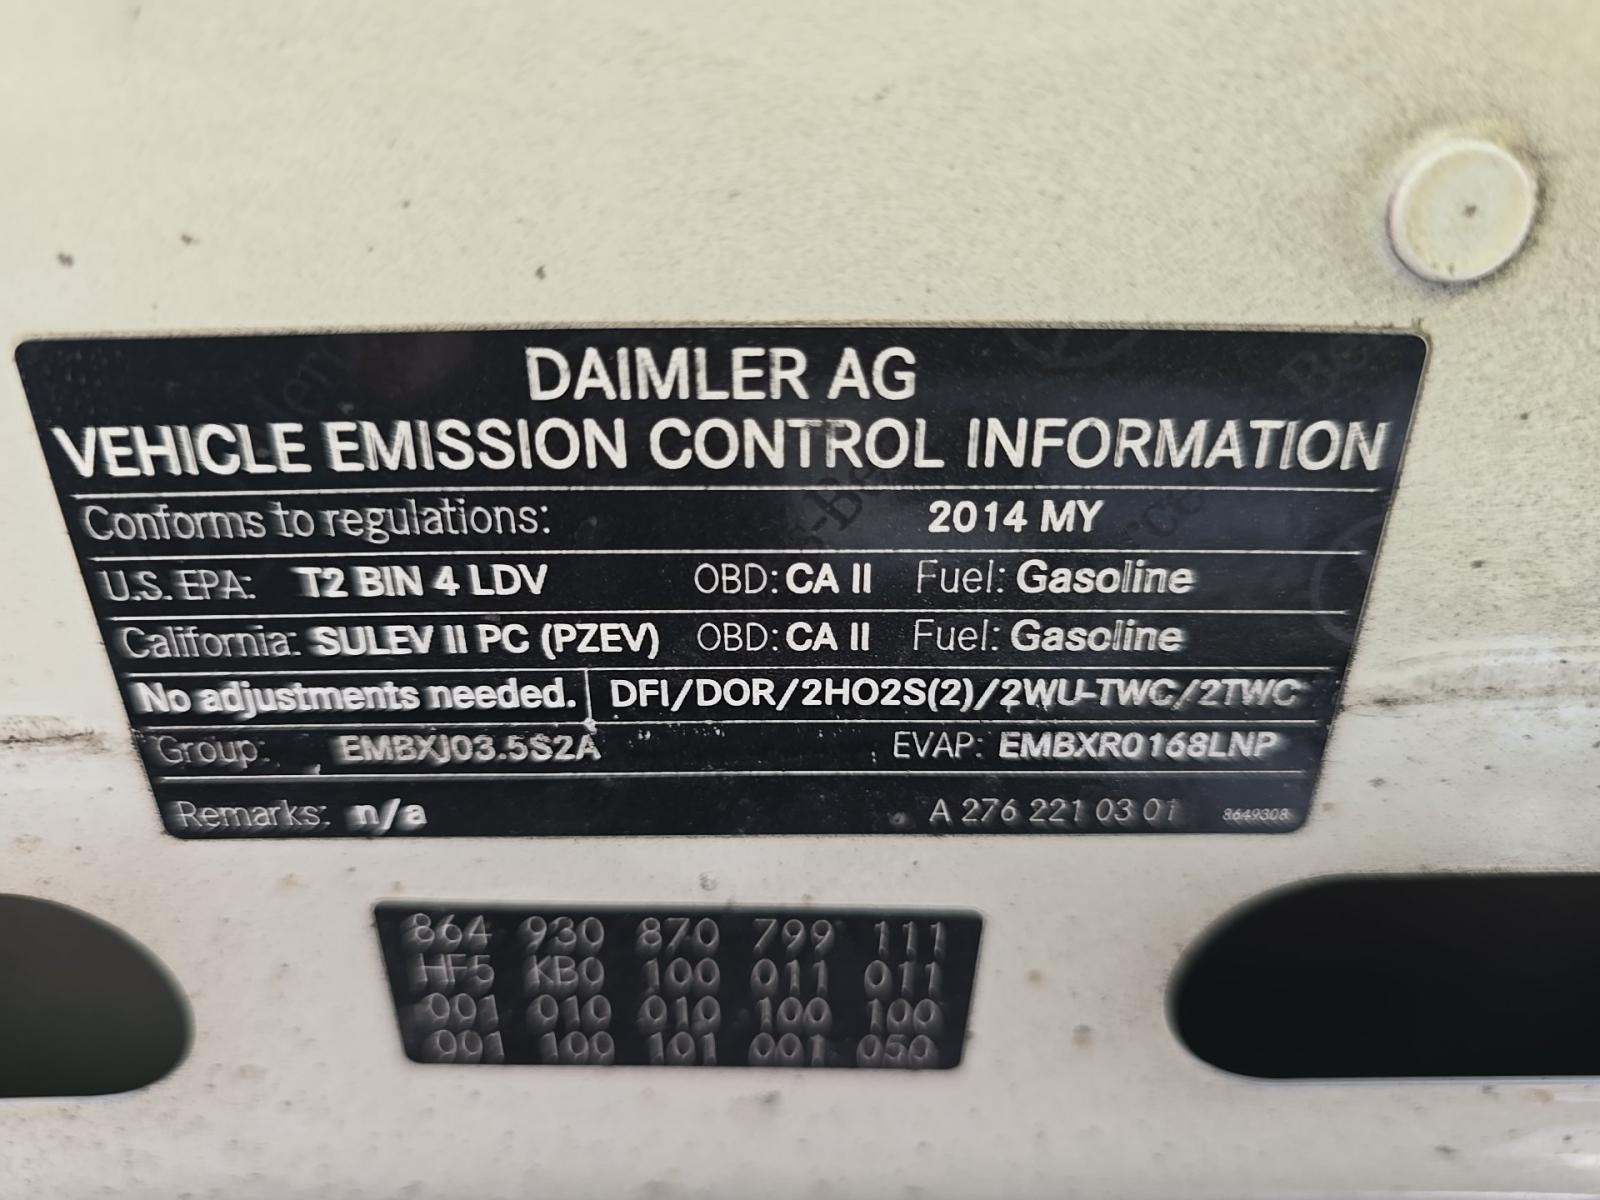 DAIMLER AG
VEHICLE EMISSION CONTROL INFORMATION
Conforms to regulations: 2014 MY
U.S. EPA: T2 BIN 4 LDV OBD: CA II Fuel: Gasoline
California: SULEV II PC (PZEV) OBD: CA II Fuel: Gasoline
No adjustments needed. DFI/DOR/2HO2S(2)/2WU-TWC/2TWC
Group: EMBXJ03.5S2A EVAP: EMBXR0168LNP
Remarks: n/a A 276 221 03 01 8649308
864 930 870 799 111
HF5 KB0 100 011 011
001 010 010 100 100
001 100 101 001 050